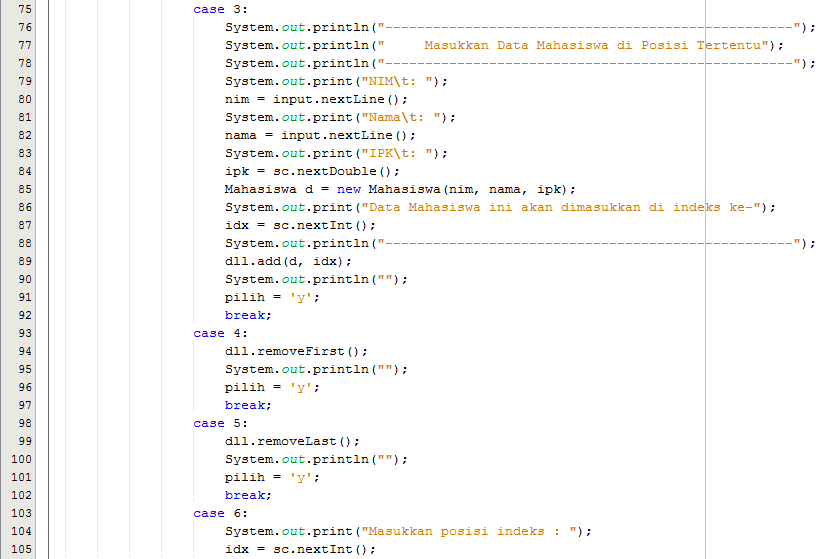 75 case 3:
76 System.out.println("---------------------------------------------------");
77 System.out.println("     Masukkan Data Mahasiswa di Posisi Tertentu");
78 System.out.println("---------------------------------------------------");
79 System.out.print("NIM\t: ");
80 nim = input.nextLine();
81 System.out.print("Nama\t: ");
82 nama = input.nextLine();
83 System.out.print("IPK\t: ");
84 ipk = sc.nextDouble();
85 Mahasiswa d = new Mahasiswa(nim, nama, ipk);
86 System.out.print("Data Mahasiswa ini akan dimasukkan di indeks ke-");
87 idx = sc.nextInt();
88 System.out.println("---------------------------------------------------");
89 dll.add(d, idx);
90 System.out.println("");
91 pilih = 'y';
92 break;
93 case 4:
94 dll.removeFirst();
95 System.out.println("");
96 pilih = 'y';
97 break;
98 case 5:
99 dll.removeLast();
100 System.out.println("");
101 pilih = 'y';
102 break;
103 case 6:
104 System.out.print("Masukkan posisi indeks : ");
105 idx = sc.nextInt();